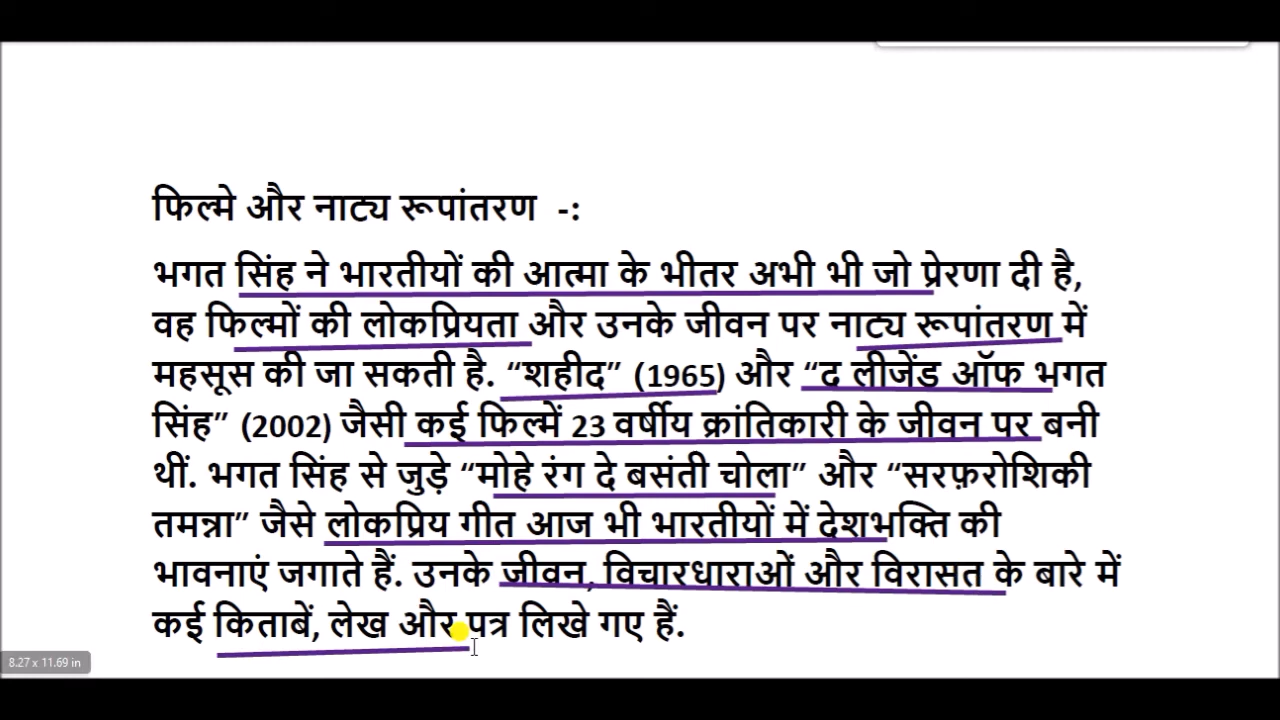 फिल्मे और नाट्य रूपांतरण -:
भगत सिंह ने भारतीयों की आत्मा के भीतर अभी भी जो प्रेरणा दी है,
वह फिल्मों की लोकप्रियता और उनके जीवन पर नाट्य रूपांतरण में
महसूस की जा सकती है. “शहीद” (1965) और “द लीजेंड ऑफ भगत
सिंह” (2002) जैसी कई फिल्में 23 वर्षीय क्रांतिकारी के जीवन पर बनी
थीं. भगत सिंह से जुड़े “मोहे रंग दे बसंती चोला” और “सरफ़रोशिकी
तमन्ना” जैसे लोकप्रिय गीत आज भी भारतीयों में देशभक्ति की
भावनाएं जगाते हैं. उनके जीवन, विचारधाराओं और विरासत के बारे में
कई किताबें, लेख और पत्र लिखे गए हैं.
8.27 x 11.69 in